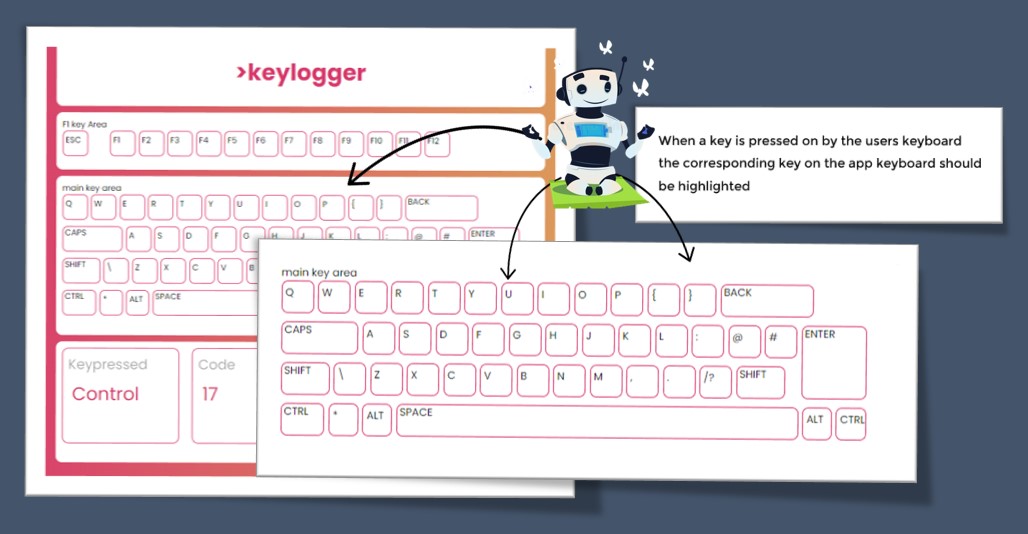 >keylogger
F1 key Area
ESC F1 F2 F3 F4 F5 F6 F7 F8 F9 F10 F11 F12
main key area
Q W E R T Y U I O P { } BACK
CAPS A S D F G H J K L : @ # ENTER
SHIFT \ Z X C V B
CTRL * ALT SPACE
Keypressed Code
Control 17
When a key is pressed on by the users keyboard
the corresponding key on the app keyboard should
be highlighted
main key area
Q W E R T Y U I O P { } BACK
CAPS A S D F G H J K L : @ # ENTER
SHIFT \ Z X C V B N M , . /? SHIFT
CTRL * ALT SPACE ALT CTRL